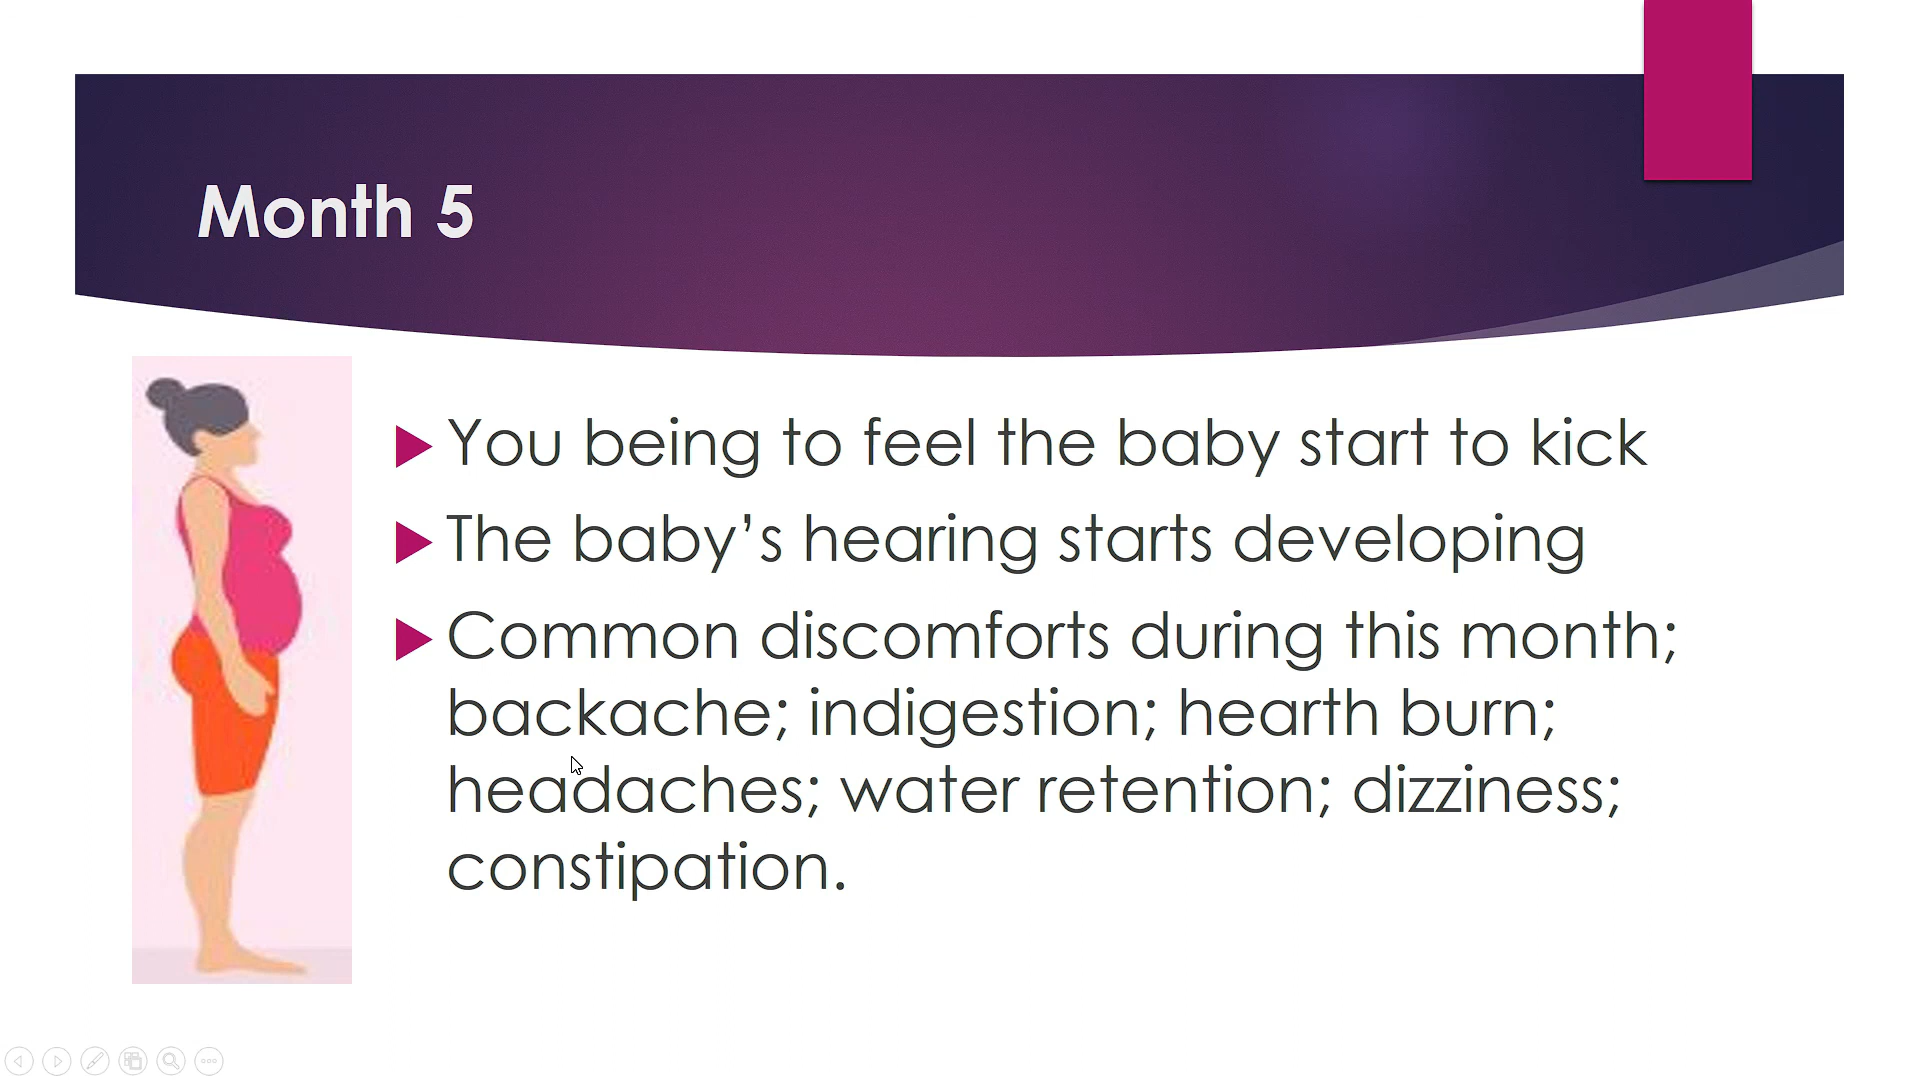 Month 5
You being to feel the baby start to kick
The baby’s hearing starts developing
Common discomforts during this month;
backache; indigestion; hearth burn;
headaches; water retention; dizziness;
constipation.